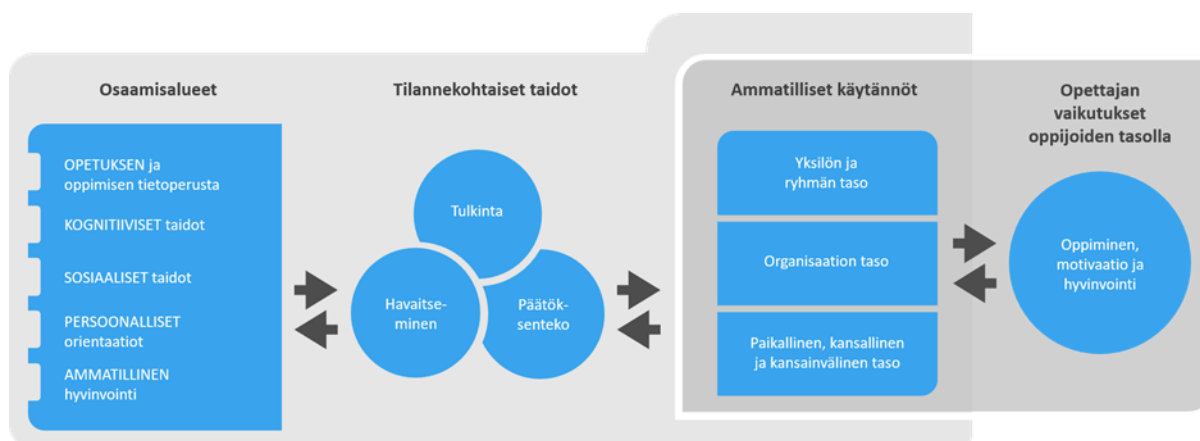 Osaamisalueet
OPETUKSEN ja
oppimisen tietoperusta
KOGNITIIVISET taidot
SOSIAALISET taidot
PERSOONALLISET
orientaatiot
AMMATILLINEN
hyvinvointi
Tilannekohtaiset taidot
Tulkinta
Havaitse-
minen
Päätök-
senteko
Ammatilliset käytännöt
Yksilön ja
ryhmän taso
Organisaation taso
Paikallinen, kansallinen
ja kansainvälinen taso
Opettajan
vaikutukset
oppijoiden tasolla
Oppiminen,
motivaatio ja
hyvinvointi